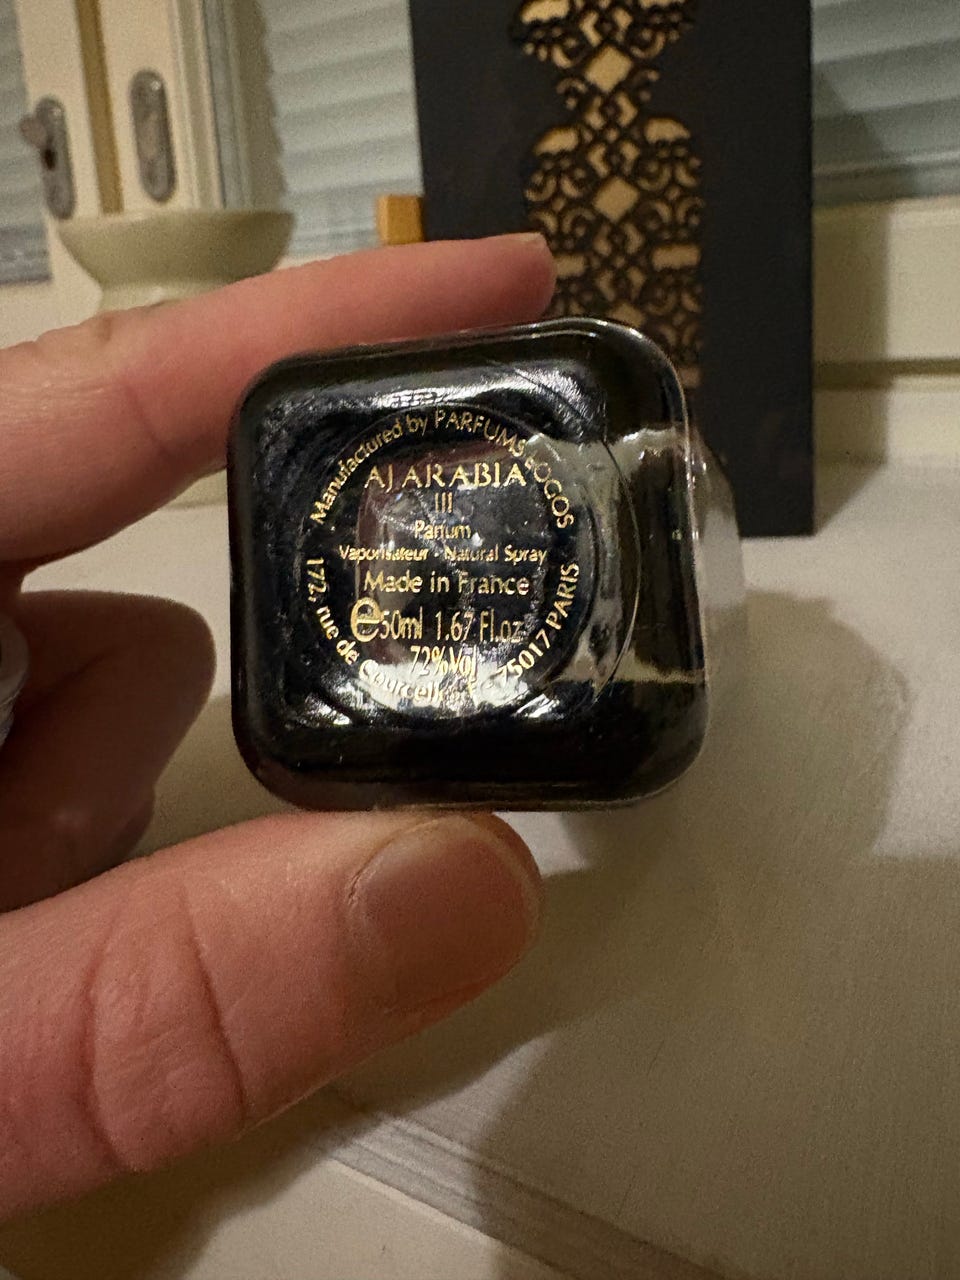 Manufactured by PARFUMS
AJ ARABIA
III
Parfum
Vaporisateur - Natural Spray
Made in France
e 50ml 1.67 Fl.oz
72%Vol
172, rue de 75017 PARIS